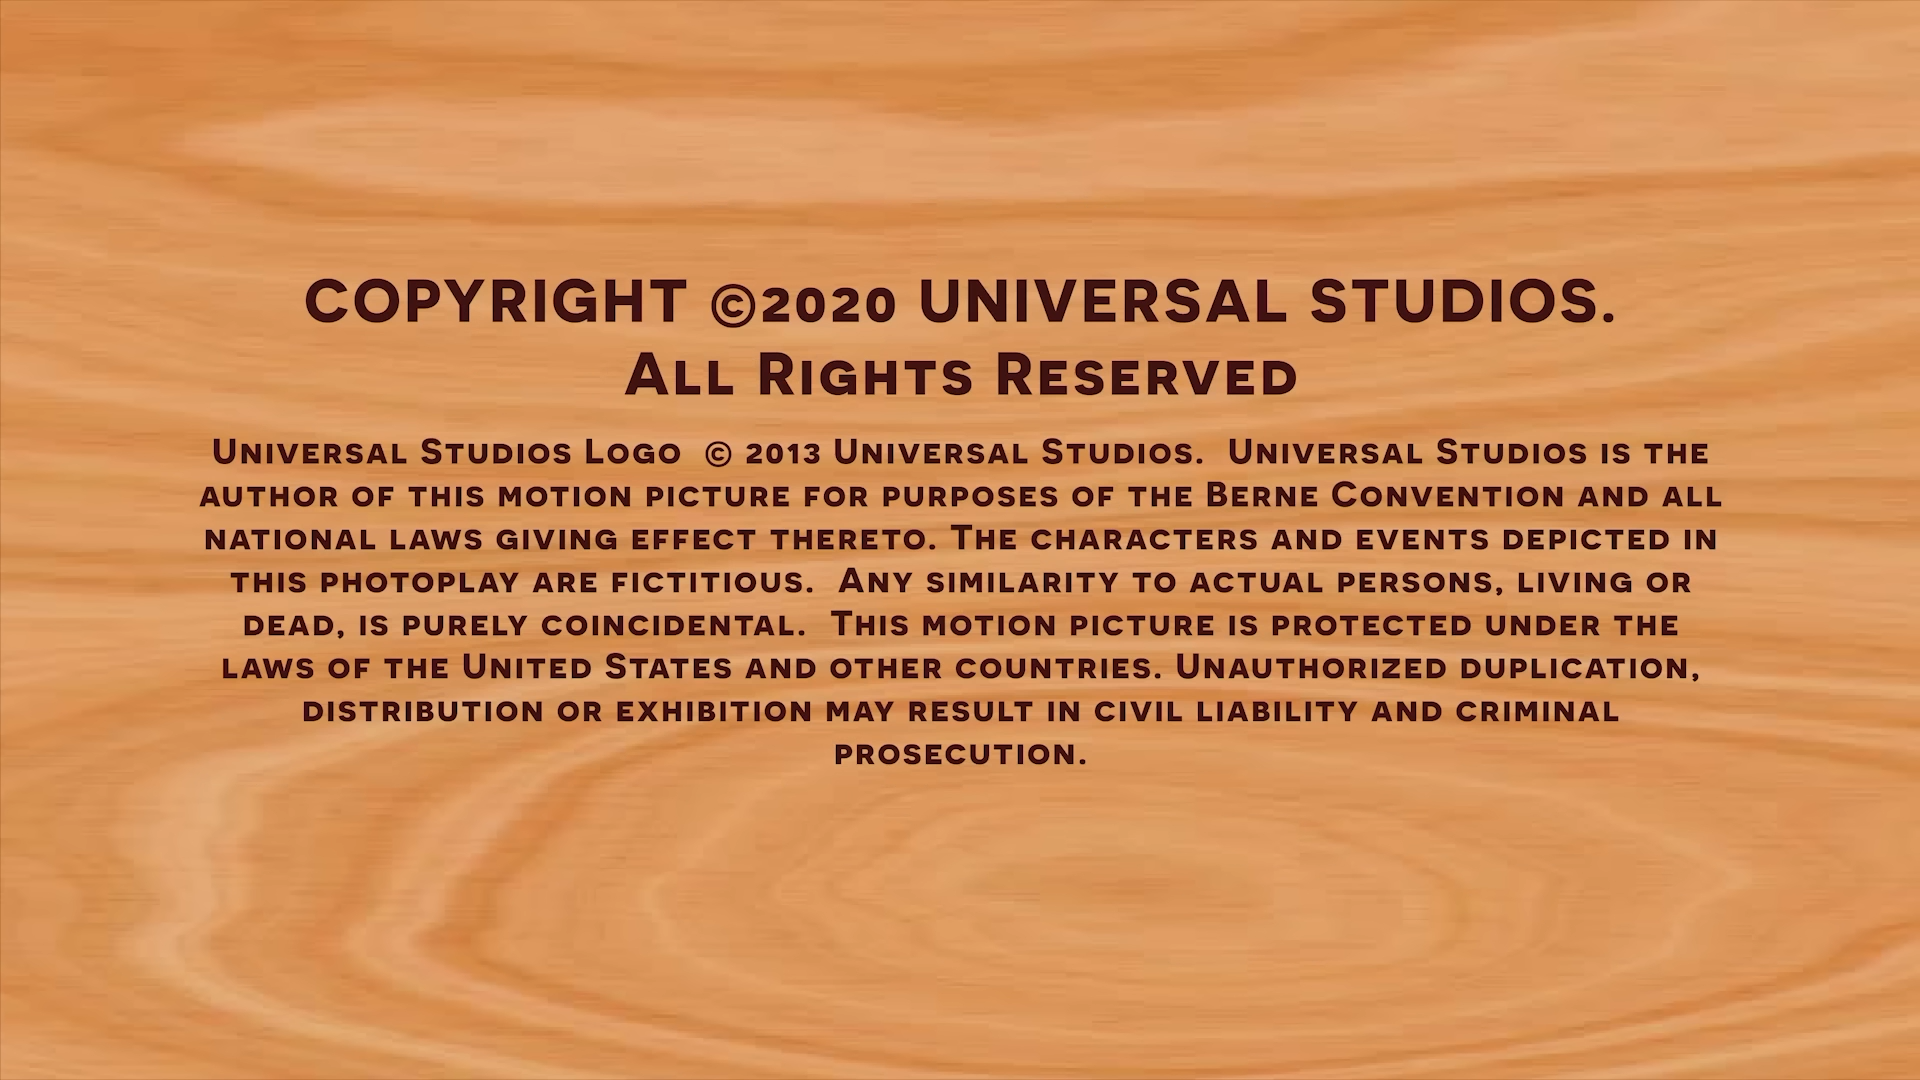 COPYRIGHT ©2020 UNIVERSAL STUDIOS.
All Rights Reserved
Universal Studios Logo © 2013 Universal Studios. Universal Studios is the
author of this motion picture for purposes of the Berne Convention and all
national laws giving effect thereto. The characters and events depicted in
this photoplay are fictitious. Any similarity to actual persons, living or
dead, is purely coincidental. This motion picture is protected under the
laws of the United States and other countries. Unauthorized duplication,
distribution or exhibition may result in civil liability and criminal
prosecution.